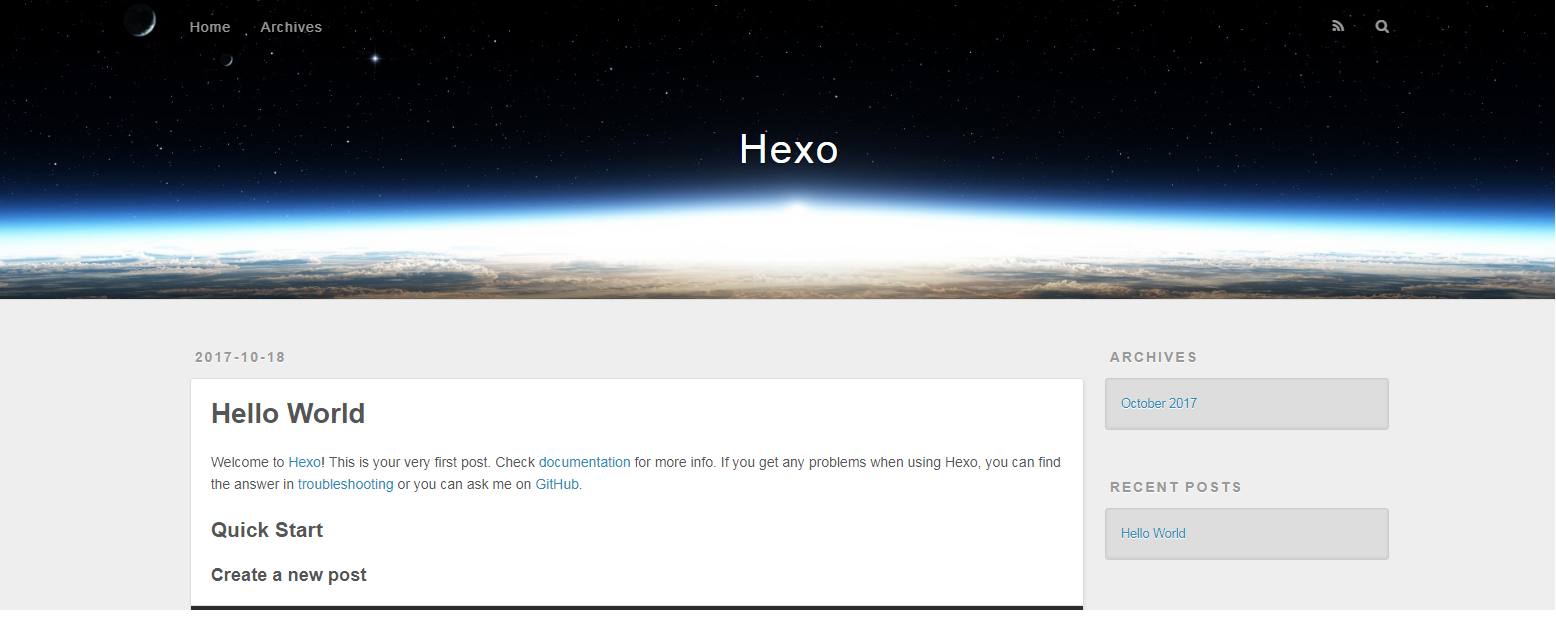 Home Archives
Hexo
2017-10-18
Hello World
Welcome to Hexo! This is your very first post. Check documentation for more info. If you get any problems when using Hexo, you can find
the answer in troubleshooting or you can ask me on GitHub.
Quick Start
Create a new post
ARCHIVES
October 2017
RECENT POSTS
Hello World